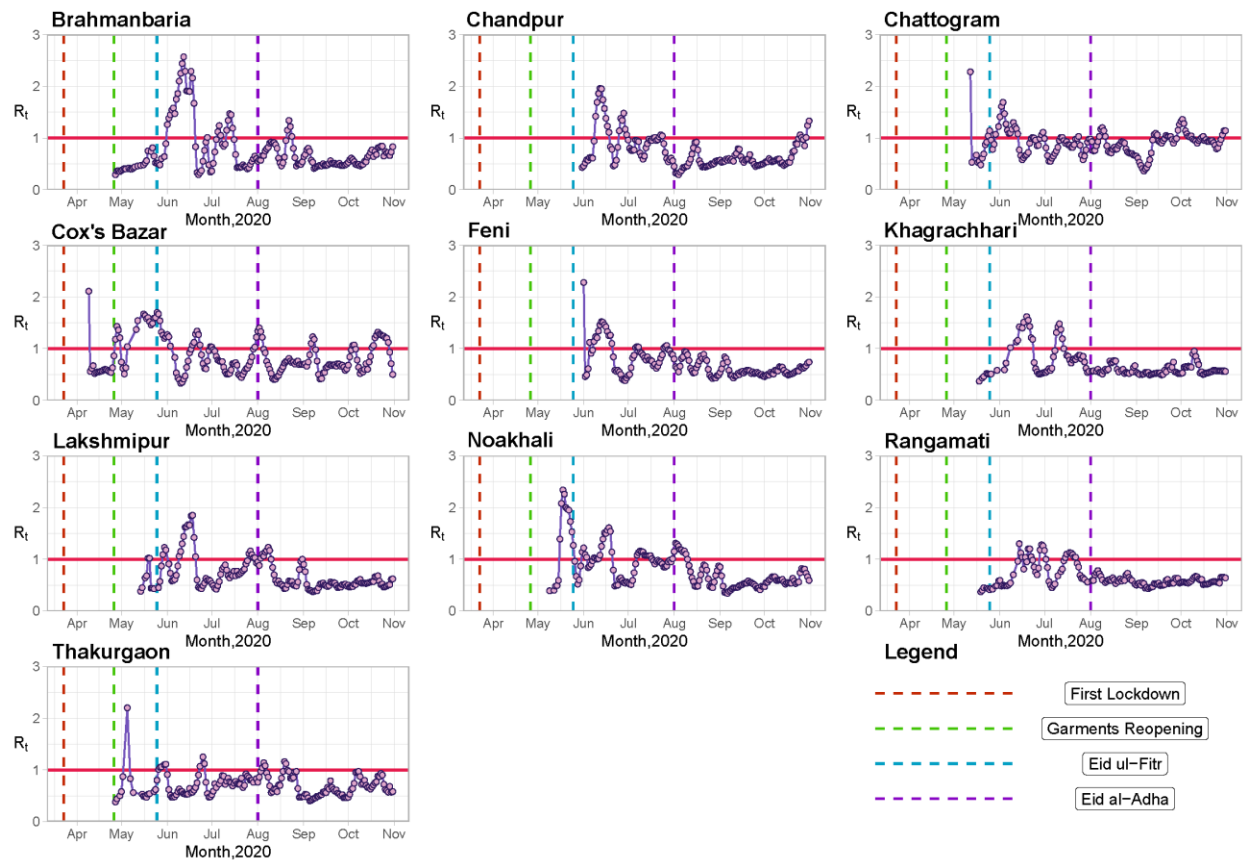 Brahmanbaria
Chandpur
Chattogram
3
2
Rt
1
0
Apr May Jun Jul Aug Sep Oct Nov
Month,2020
3
2
Rt
1
0
Apr May Jun Jul Aug Sep Oct Nov
Month,2020
3
2
Rt
1
0
Apr May Jun Jul Aug Sep Oct Nov
Month,2020
Cox's Bazar
Feni
Khagrachhari
3
2
Rt
1
0
Apr May Jun Jul Aug Sep Oct Nov
Month,2020
3
2
Rt
1
0
Apr May Jun Jul Aug Sep Oct Nov
Month,2020
3
2
Rt
1
0
Apr May Jun Jul Aug Sep Oct Nov
Month,2020
Lakshmipur
Noakhali
Rangamati
3
2
Rt
1
0
Apr May Jun Jul Aug Sep Oct Nov
Month,2020
3
2
Rt
1
0
Apr May Jun Jul Aug Sep Oct Nov
Month,2020
3
2
Rt
1
0
Apr May Jun Jul Aug Sep Oct Nov
Month,2020
Thakurgaon
3
2
Rt
1
0
Apr May Jun Jul Aug Sep Oct Nov
Month,2020
Legend
First Lockdown
Garments Reopening
Eid ul−Fitr
Eid al−Adha